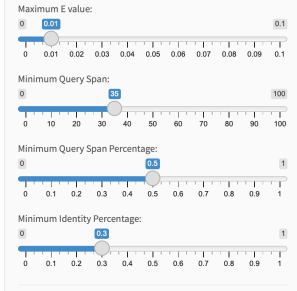 Maximum E value:
0 0.01 0.1
0 0.01 0.02 0.03 0.04 0.05 0.06 0.07 0.08 0.09 0.1
Minimum Query Span:
0 35 100
0 10 20 30 40 50 60 70 80 90 100
Minimum Query Span Percentage:
0 0.5 1
0 0.1 0.2 0.3 0.4 0.5 0.6 0.7 0.8 0.9 1
Minimum Identity Percentage:
0 0.3 1
0 0.1 0.2 0.3 0.4 0.5 0.6 0.7 0.8 0.9 1